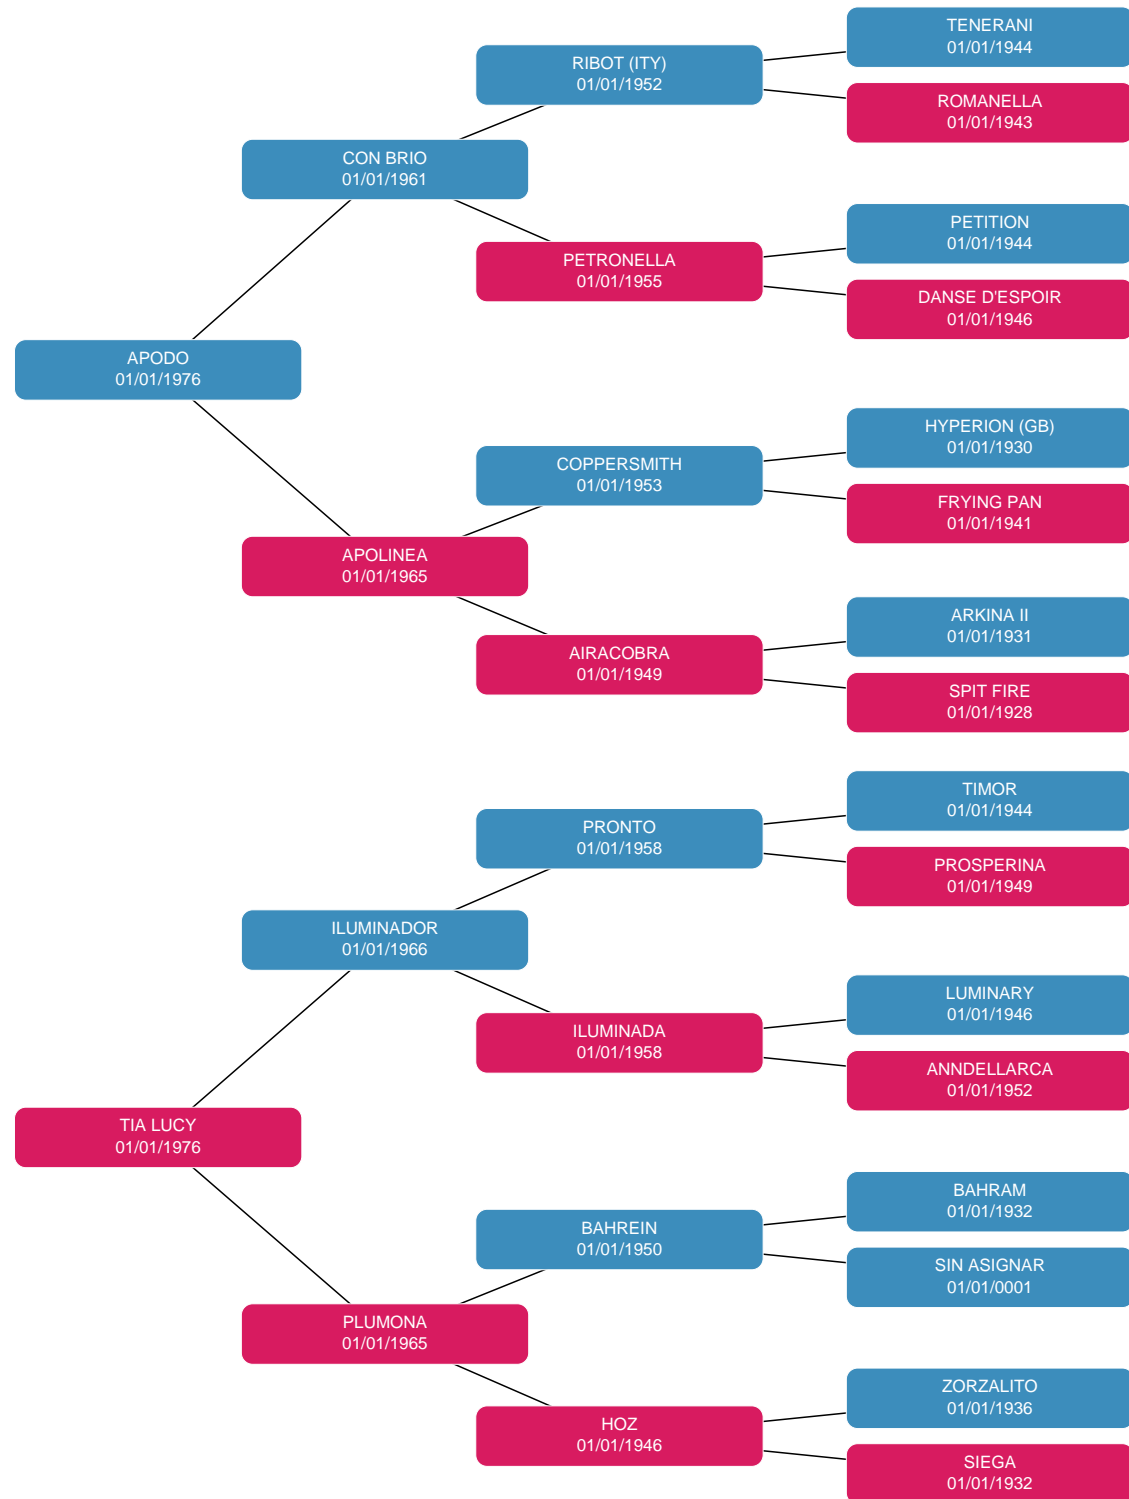 TENERANI
01/01/1944
RIBOT (ITY)
01/01/1952
ROMANELLA
01/01/1943
CON BRIO
01/01/1961
PETITION
01/01/1944
PETRONELLA
01/01/1955
DANSE D'ESPOIR
01/01/1946
APODO
01/01/1976
HYPERION (GB)
01/01/1930
COPPERSMITH
01/01/1953
FRYING PAN
01/01/1941
APOLINEA
01/01/1965
ARKINA II
01/01/1931
AIRACOBRA
01/01/1949
SPIT FIRE
01/01/1928
TIMOR
01/01/1944
PRONTO
01/01/1958
PROSPERINA
01/01/1949
ILUMINADOR
01/01/1966
LUMINARY
01/01/1946
ILUMINADA
01/01/1958
ANNDELLARCA
01/01/1952
TIA LUCY
01/01/1976
BAHRAM
01/01/1932
BAHREIN
01/01/1950
SIN ASIGNAR
01/01/0001
PLUMONA
01/01/1965
ZORZALITO
01/01/1936
HOZ
01/01/1946
SIEGA
01/01/1932